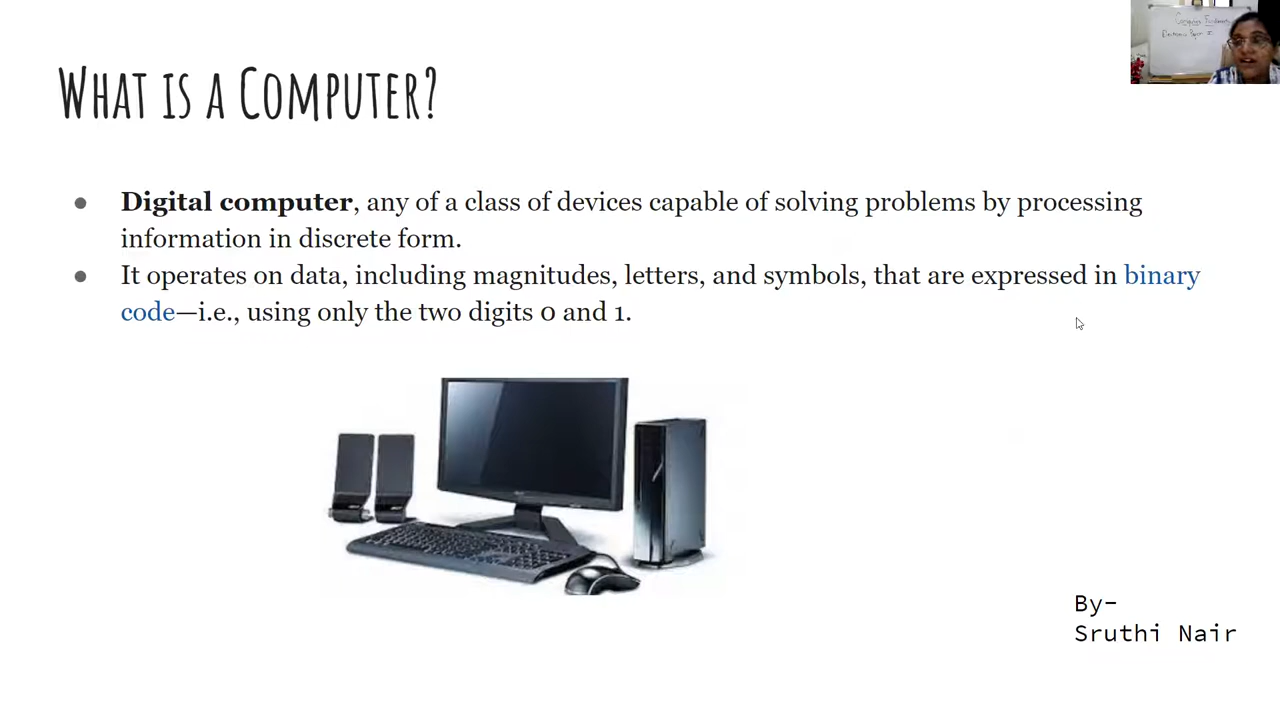 WHAT IS A COMPUTER?
● Digital computer, any of a class of devices capable of solving problems by processing
information in discrete form.
● It operates on data, including magnitudes, letters, and symbols, that are expressed in binary
code—i.e., using only the two digits 0 and 1.
By-
Sruthi Nair
Computer